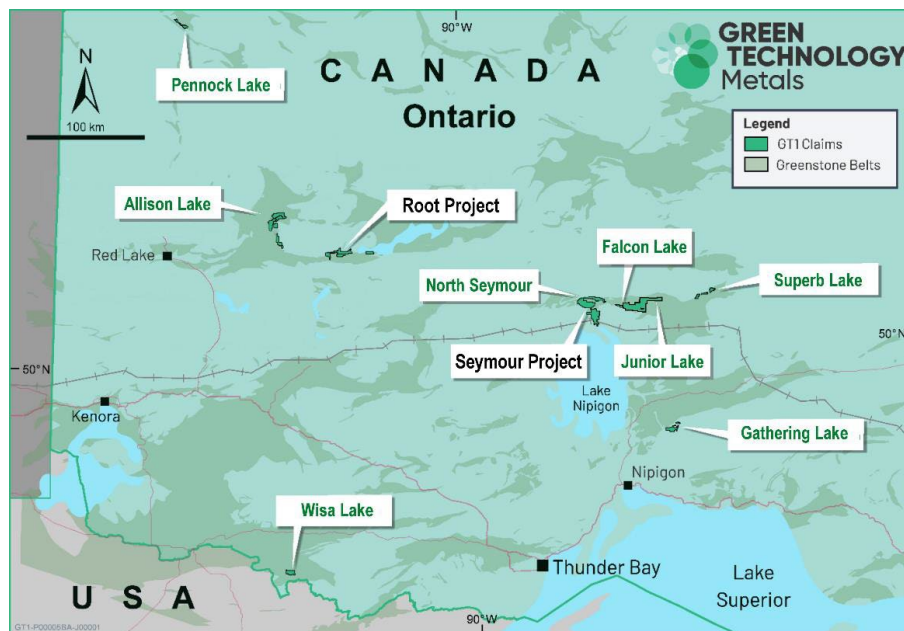 90°W
GREEN
TECHNOLOGY
Metals
N
Pennock Lake
CANADA
Ontario
100 km
Legend
GT1 Claims
Greenstone Belts
Allison Lake
Root Project
Red Lake
Falcon Lake
North Seymour
Superb Lake
Seymour Project
Junior Lake
50°N
50°N
Lake
Nipigon
Kenora
Gathering Lake
Nipigon
Wisa Lake
Thunder Bay
Lake
Superior
USA
90°W
GT1-P00006BA-J00001